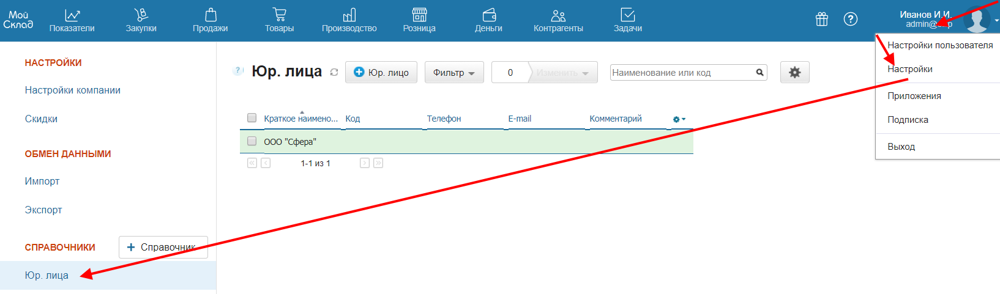 Мой Склад
Показатели
Закупки
Продажи
Товары
Производство
Розница
Деньги
Контрагенты
Задачи
Иванов И.И.
Настройки пользователя
Настройки
Приложения
Подписка
Выход
НАСТРОЙКИ
Настройки компании
Скидки
ОБМЕН ДАННЫМИ
Импорт
Экспорт
СПРАВОЧНИКИ
+ Справочник
Юр. лица
? Юр. лица
Юр. лицо
Фильтр
0
Изменить
Наименование или код
Краткое наимено... Код Телефон E-mail Комментарий
ООО "Сфера"
1-1 из 1